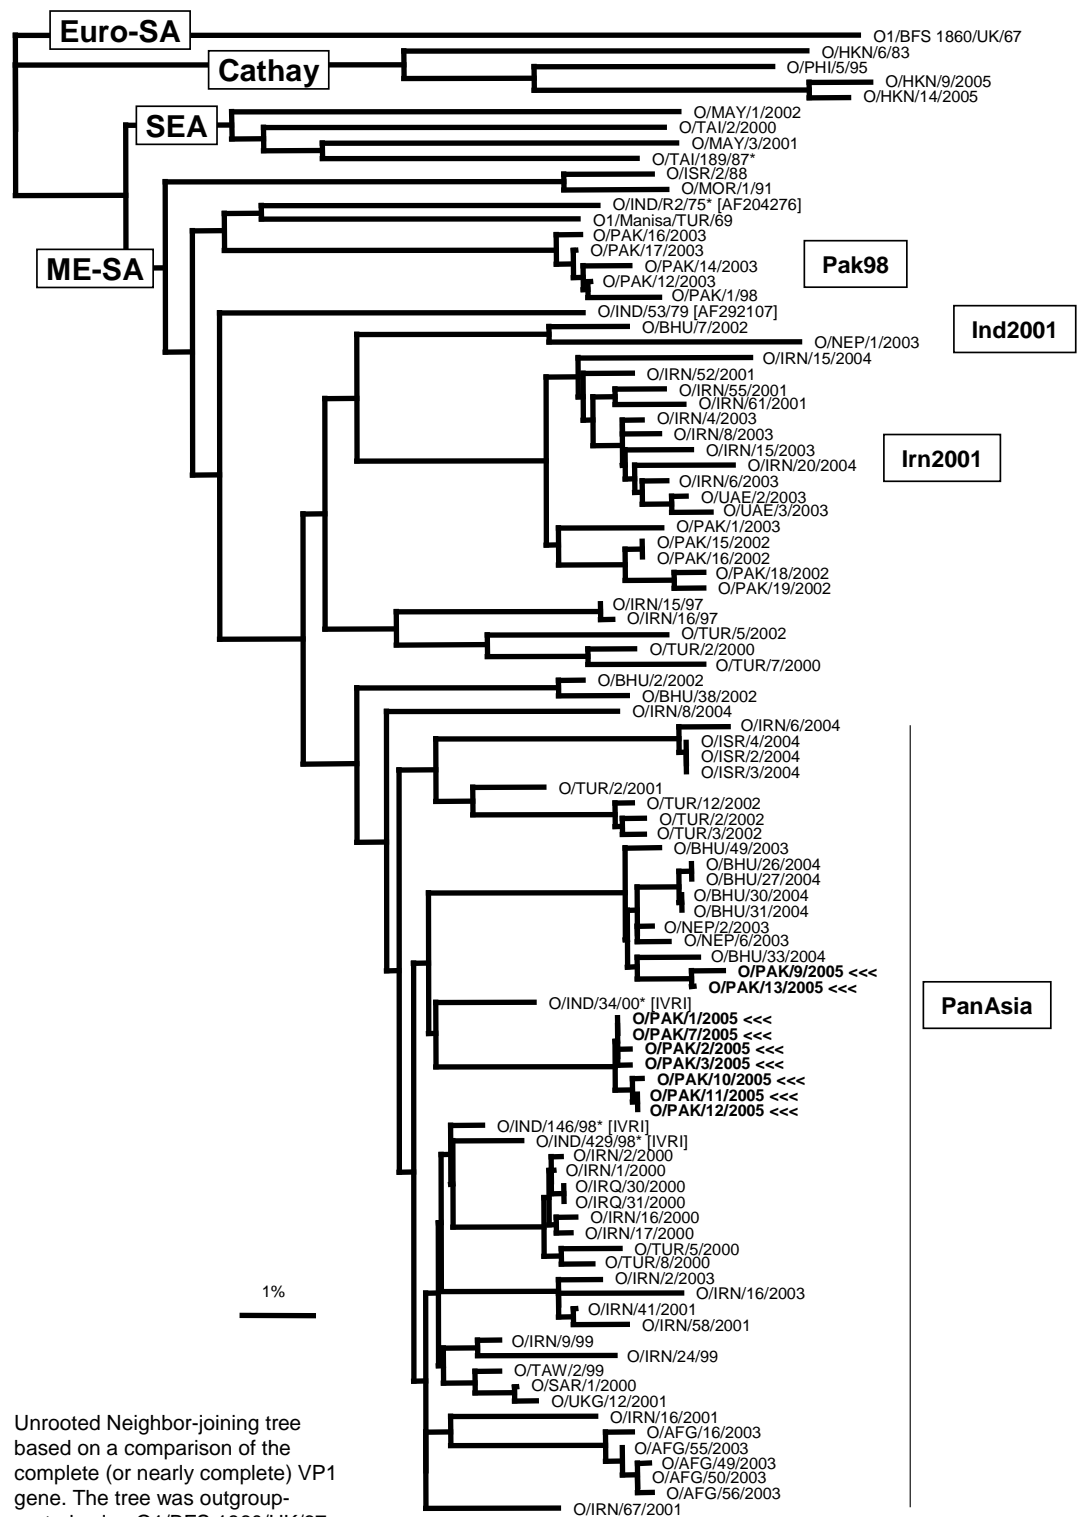 Euro-SA
O1/BFS 1860/UK/67
O/HKN/6/83
Cathay
O/PHI/5/95
O/HKN/9/2005
O/HKN/14/2005
O/MAY/1/2002
SEA
O/TAI/2/2000
O/MAY/3/2001
O/TAI/189/87*
O/ISR/2/88
O/MOR/1/91
O/IND/R2/75* [AF204276]
O1/Manisa/TUR/69
O/PAK/16/2003
O/PAK/17/2003
ME-SA
O/PAK/14/2003
Pak98
O/PAK/12/2003
O/PAK/1/98
O/IND/53/79 [AF292107]
O/BHU/7/2002
Ind2001
O/NEP/1/2003
O/IRN/15/2004
O/IRN/52/2001
O/IRN/55/2001
O/IRN/61/2001
O/IRN/4/2003
O/IRN/8/2003
O/IRN/15/2003
Irn2001
O/IRN/20/2004
O/IRN/6/2003
O/UAE/2/2003
O/UAE/3/2003
O/PAK/1/2003
O/PAK/15/2002
O/PAK/16/2002
O/PAK/18/2002
O/PAK/19/2002
O/IRN/15/97
O/IRN/16/97
O/TUR/5/2002
O/TUR/2/2000
O/TUR/7/2000
O/BHU/2/2002
O/BHU/38/2002
O/IRN/8/2004
O/IRN/6/2004
O/ISR/4/2004
O/ISR/2/2004
O/ISR/3/2004
O/TUR/2/2001
O/TUR/12/2002
O/TUR/2/2002
O/TUR/3/2002
O/BHU/49/2003
O/BHU/26/2004
O/BHU/27/2004
O/BHU/30/2004
O/BHU/31/2004
O/NEP/2/2003
O/NEP/6/2003
O/BHU/33/2004
O/PAK/9/2005 <<<
O/PAK/13/2005 <<<
O/IND/34/00* [IVRI]
PanAsia
O/PAK/1/2005 <<<
O/PAK/7/2005 <<<
O/PAK/2/2005 <<<
O/PAK/3/2005 <<<
O/PAK/10/2005 <<<
O/PAK/11/2005 <<<
O/PAK/12/2005 <<<
O/IND/146/98* [IVRI]
O/IND/429/98* [IVRI]
O/IRN/2/2000
O/IRN/1/2000
O/IRQ/30/2000
O/IRQ/31/2000
O/IRN/16/2000
O/IRN/17/2000
O/TUR/5/2000
O/TUR/8/2000
O/IRN/2/2003
1%
O/IRN/16/2003
O/IRN/41/2001
O/IRN/58/2001
O/IRN/9/99
O/IRN/24/99
O/TAW/2/99
O/SAR/1/2000
O/UKG/12/2001
O/IRN/16/2001
O/AFG/16/2003
O/AFG/55/2003
O/AFG/49/2003
O/AFG/50/2003
O/AFG/56/2003
O/IRN/67/2001
Unrooted Neighbor-joining tree
based on a comparison of the
complete (or nearly complete) VP1
gene. The tree was outgroup-